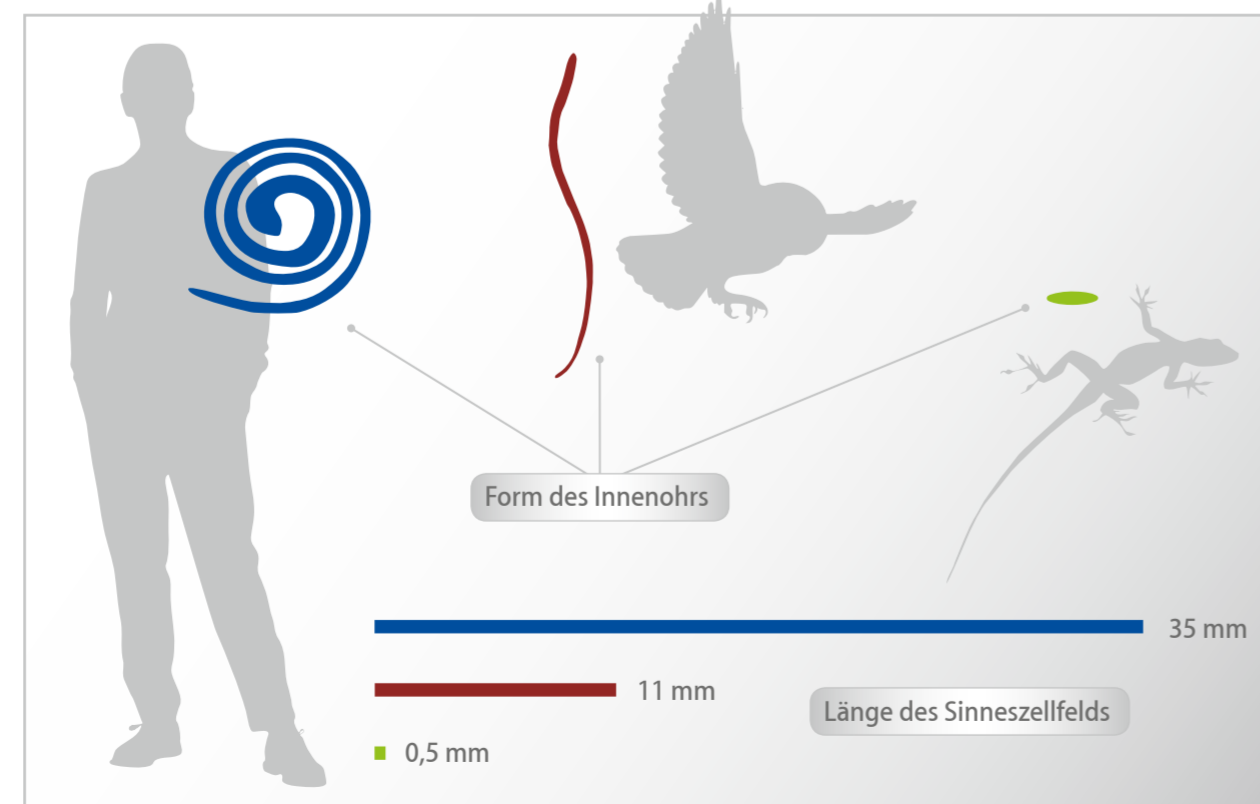 Form des Innenohrs
35 mm
11 mm
Länge des Sinneszellfelds
0,5 mm